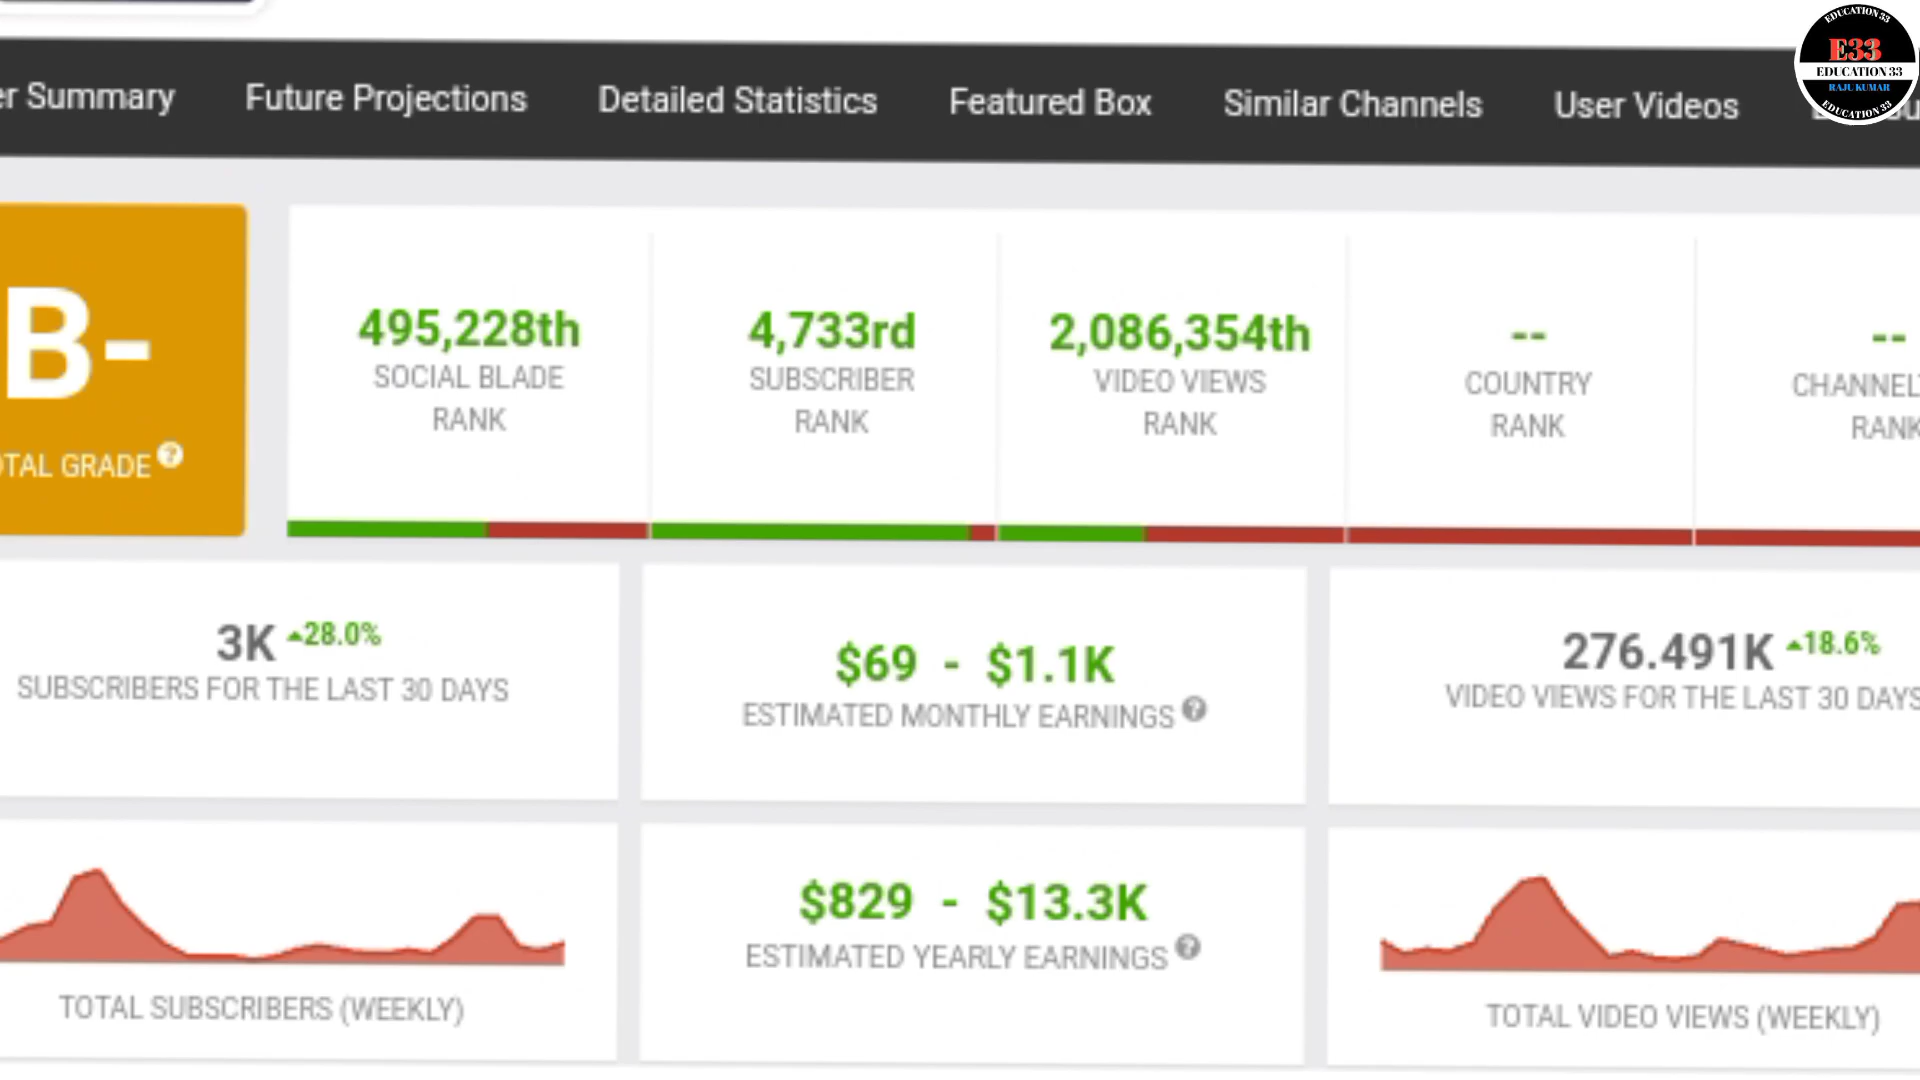 er Summary Future Projections Detailed Statistics Featured Box Similar Channels User Videos
EDUCATION 33
E33
EDUCATION 33
RAJU KUMAR
EDUCATION 33
B-
OTAL GRADE
495,228th
SOCIAL BLADE
RANK
4,733rd
SUBSCRIBER
RANK
2,086,354th
VIDEO VIEWS
RANK
--
COUNTRY
RANK
--
CHANNEL
RANK
3K 28.0%
SUBSCRIBERS FOR THE LAST 30 DAYS
$69 - $1.1K
ESTIMATED MONTHLY EARNINGS
276.491K 18.6%
VIDEO VIEWS FOR THE LAST 30 DAYS
$829 - $13.3K
ESTIMATED YEARLY EARNINGS
TOTAL SUBSCRIBERS (WEEKLY)
TOTAL VIDEO VIEWS (WEEKLY)